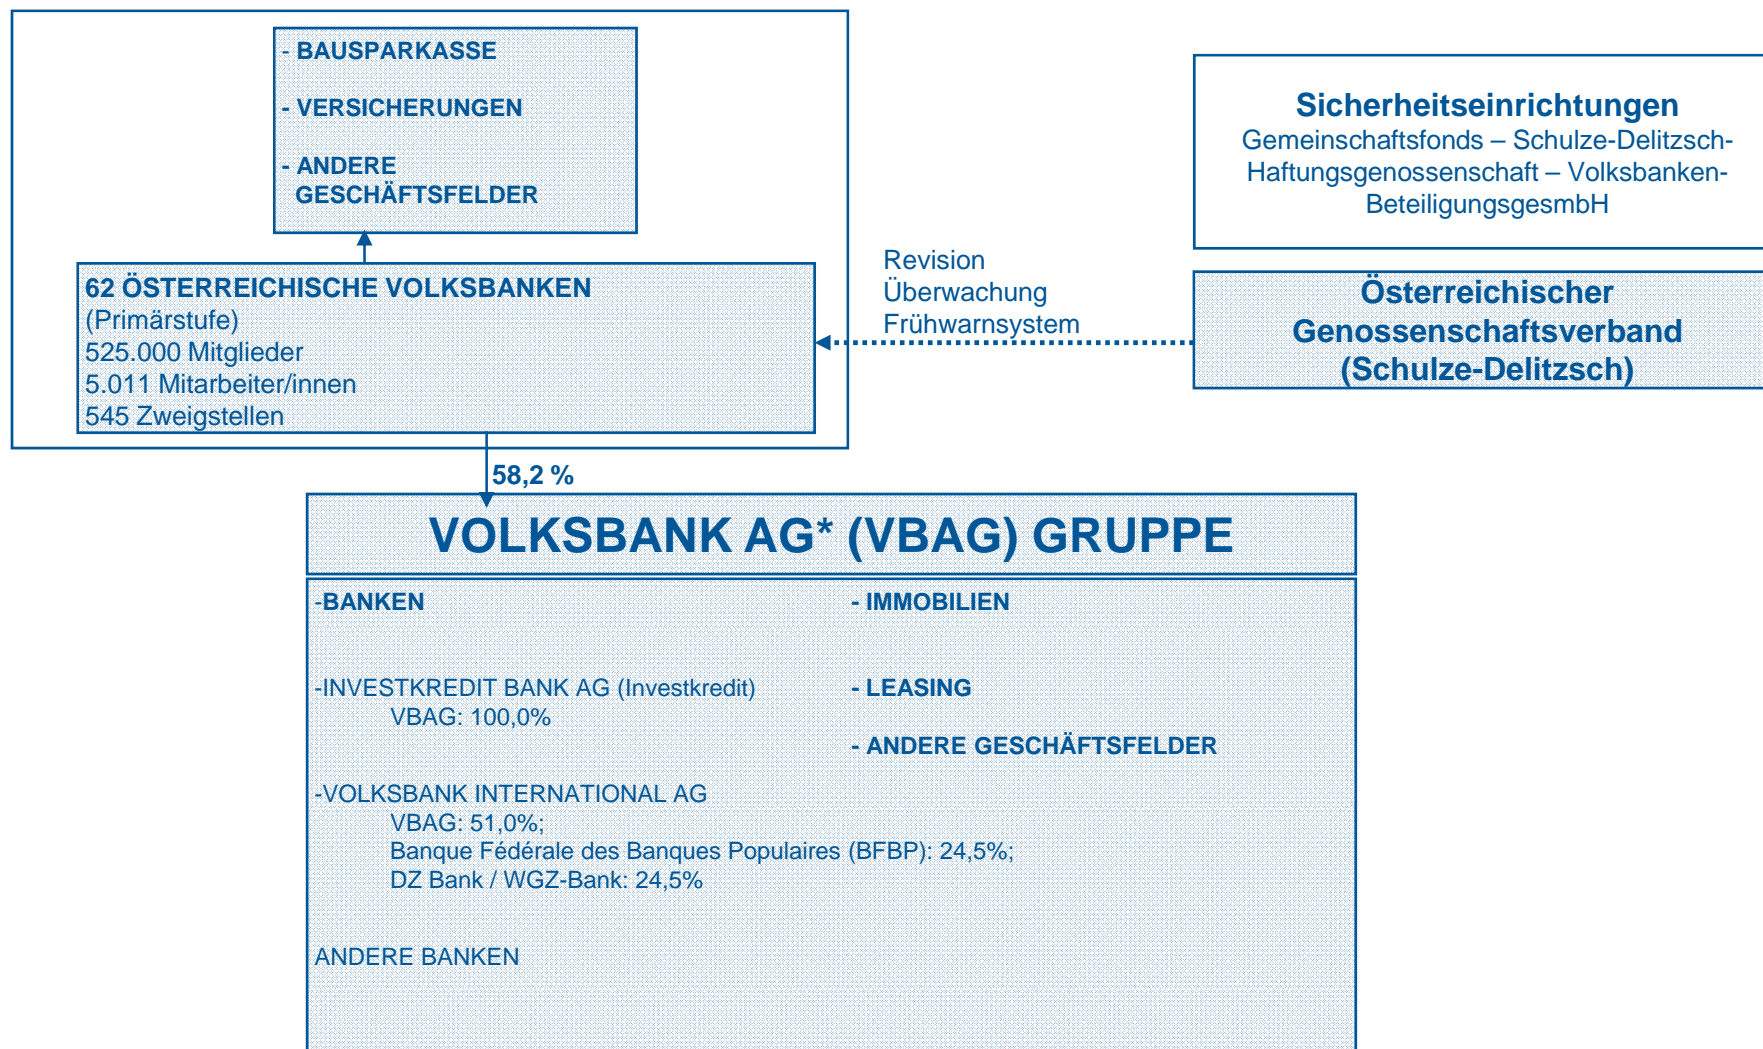 - BAUSPARKASSE
- VERSICHERUNGEN
- ANDERE
GESCHÄFTSFELDER
62 ÖSTERREICHISCHE VOLKSBANKEN
(Primärstufe)
525.000 Mitglieder
5.011 Mitarbeiter/innen
545 Zweigstellen
Revision
Überwachung
Frühwarnsystem
Sicherheitseinrichtungen
Gemeinschaftsfonds – Schulze-Delitzsch-
Haftungsgenossenschaft – Volksbanken-
BeteiligungsgesmbH
Österreichischer
Genossenschaftsverband
(Schulze-Delitzsch)
58,2 %
VOLKSBANK AG* (VBAG) GRUPPE
-BANKEN
-INVESTKREDIT BANK AG (Investkredit)
VBAG: 100,0%
-VOLKSBANK INTERNATIONAL AG
VBAG: 51,0%;
Banque Fédérale des Banques Populaires (BFBP): 24,5%;
DZ Bank / WGZ-Bank: 24,5%
ANDERE BANKEN
- IMMOBILIEN
- LEASING
- ANDERE GESCHÄFTSFELDER